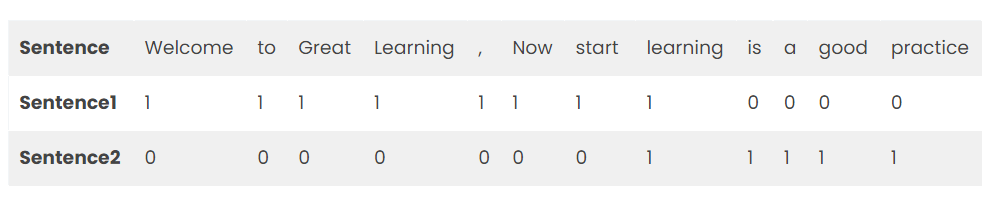 Sentence Welcome to Great Learning , Now start learning is a good practice
Sentence1 1 1 1 1 1 1 1 1 0 0 0 0
Sentence2 0 0 0 0 0 0 0 1 1 1 1 1